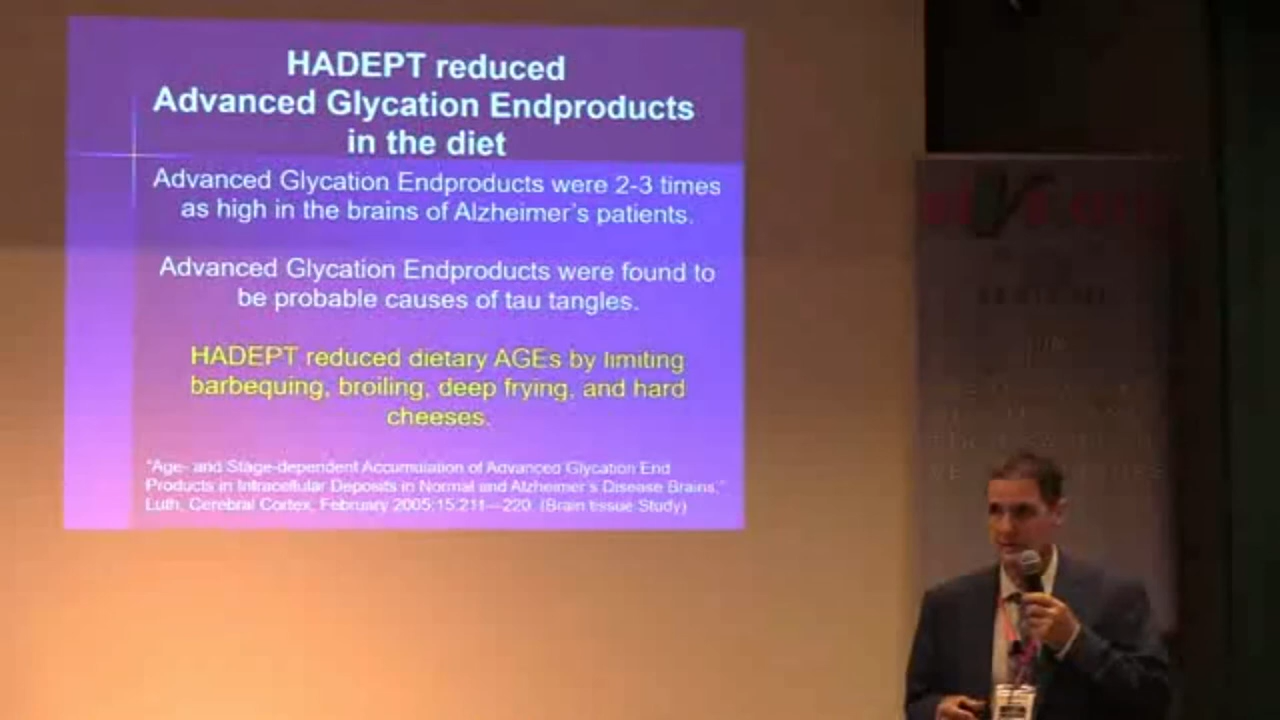 HADEPT reduced
Advanced Glycation Endproducts
in the diet
Advanced Glycation Endproducts were 2-3 times
as high in the brains of Alzheimer's patients.
Advanced Glycation Endproducts were found to
be probable causes of tau tangles.
HADEPT reduced dietary AGEs by limiting
barbequing, broiling, deep frying, and hard
cheeses.
"Age- and Stage-dependent Accumulation of Advanced Glycation End
Products in Intracellular Deposits in Normal and Alzheimer's Disease Brains,"
Luth, Cerebral Cortex, February 2005;15:211—220. (Brain tissue Study)